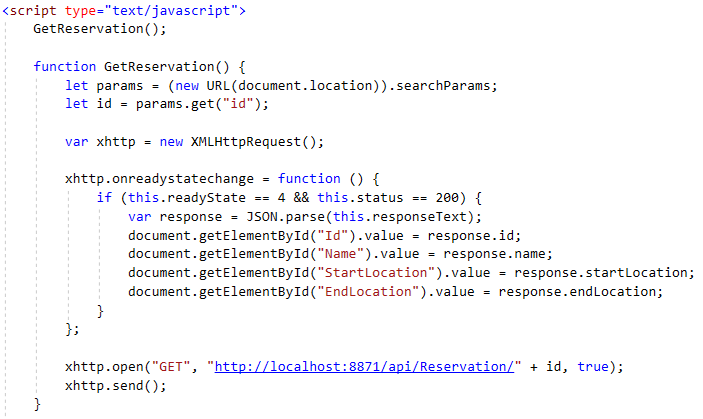 <script type="text/javascript">
    GetReservation();

    function GetReservation() {
        let params = (new URL(document.location)).searchParams;
        let id = params.get("id");

        var xhttp = new XMLHttpRequest();

        xhttp.onreadystatechange = function () {
            if (this.readyState == 4 && this.status == 200) {
                var response = JSON.parse(this.responseText);
                document.getElementById("Id").value = response.id;
                document.getElementById("Name").value = response.name;
                document.getElementById("StartLocation").value = response.startLocation;
                document.getElementById("EndLocation").value = response.endLocation;
            }
        };

        xhttp.open("GET", "http://localhost:8871/api/Reservation/" + id, true);
        xhttp.send();
    }